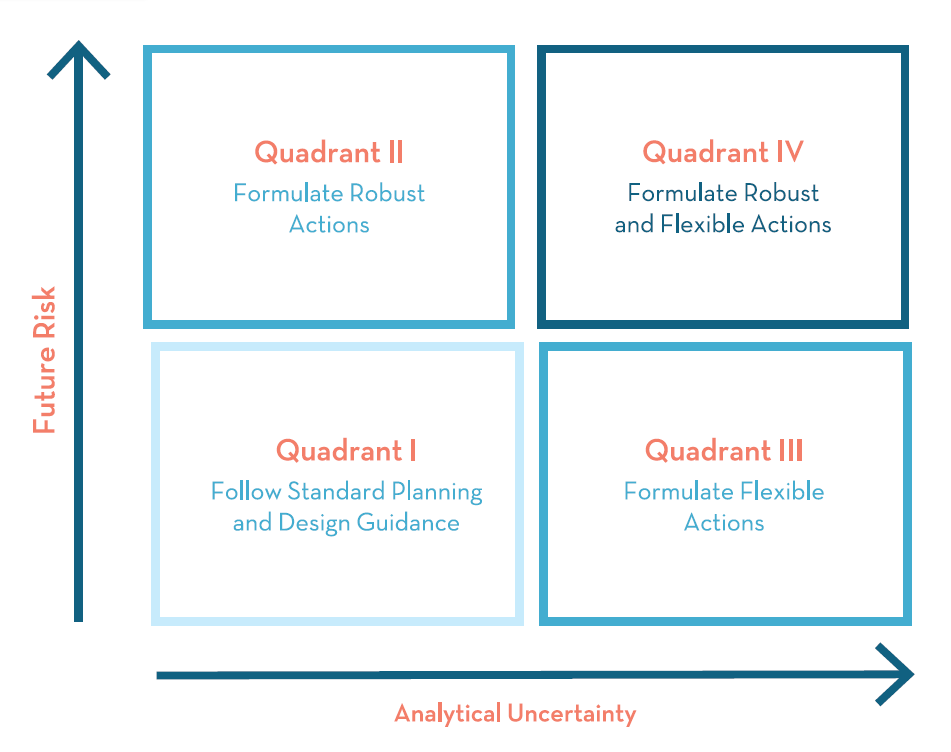 Quadrant II
Formulate Robust
Actions
Quadrant IV
Formulate Robust
and Flexible Actions
Future Risk
Quadrant I
Follow Standard Planning
and Design Guidance
Quadrant III
Formulate Flexible
Actions
Analytical Uncertainty